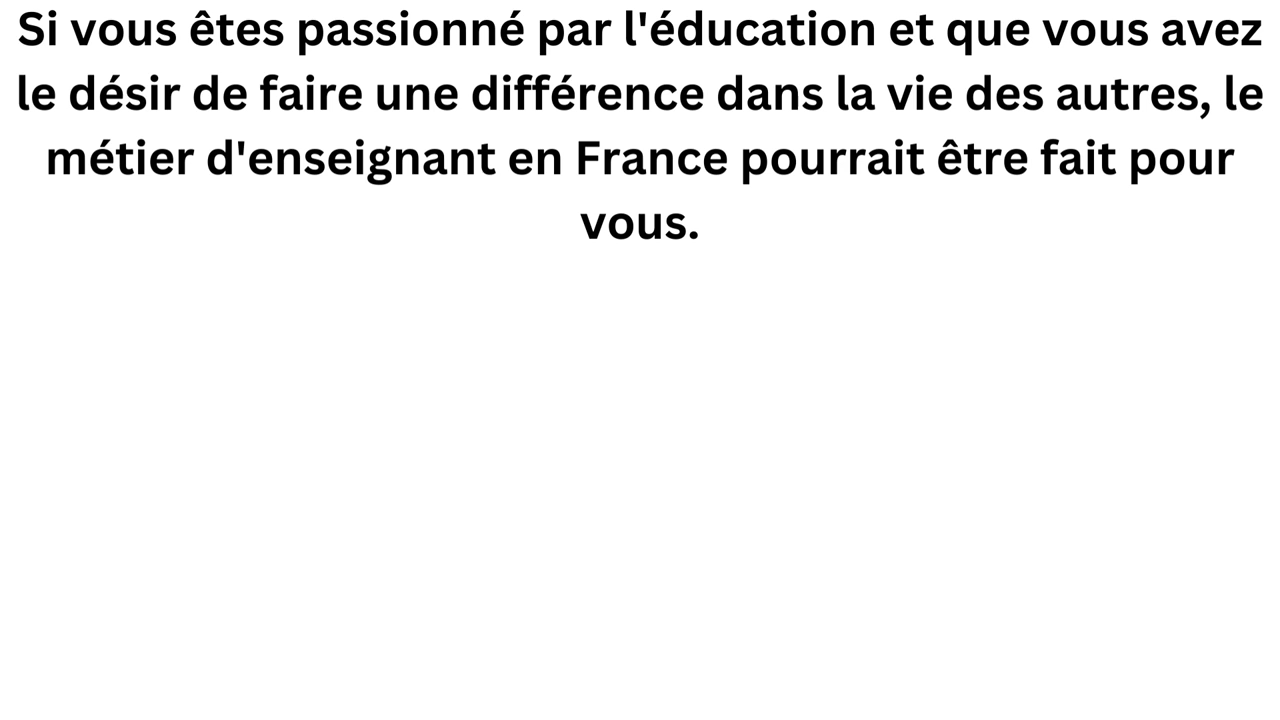 Si vous êtes passionné par l'éducation et que vous avez
le désir de faire une différence dans la vie des autres, le
métier d'enseignant en France pourrait être fait pour
vous.